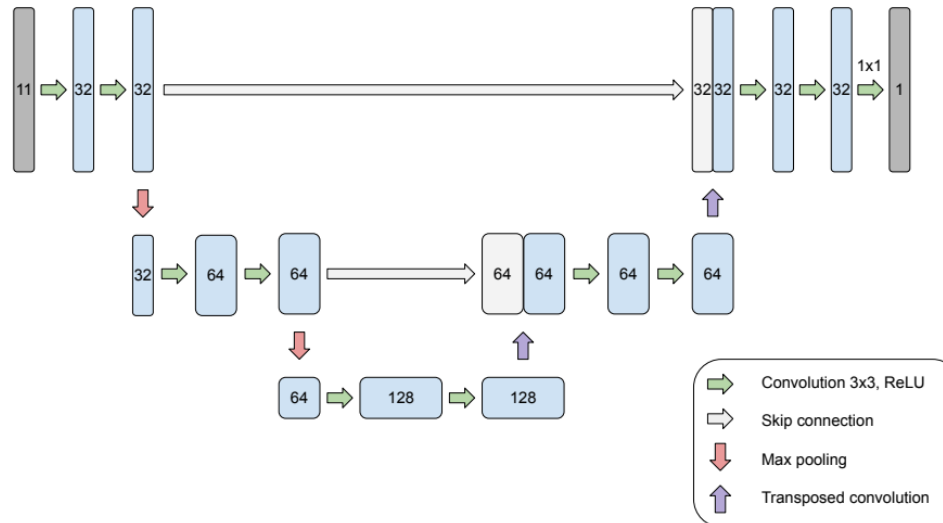 1x1
11 32 32 32 32 32 32 1
32 64 64 64 64 64 64
64 128 128
Convolution 3x3, ReLU
Skip connection
Max pooling
Transposed convolution